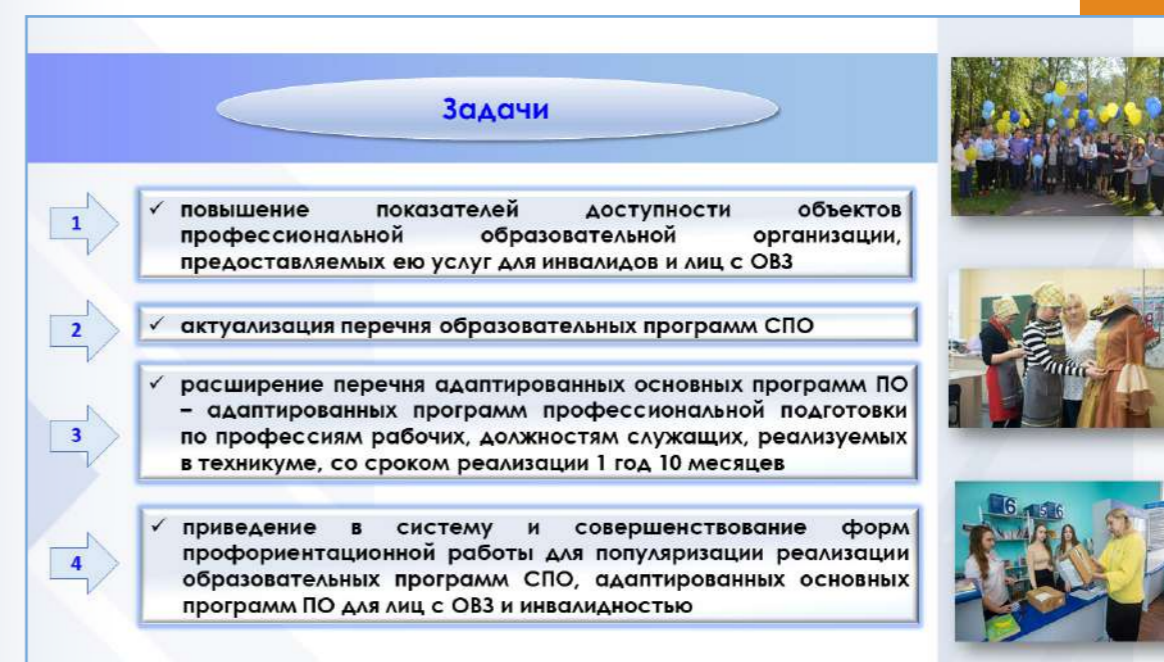 Задачи
1
✓ повышение показателей доступности объектов
профессиональной образовательной организации,
предоставляемых ею услуг для инвалидов и лиц с ОВЗ
2
✓ актуализация перечня образовательных программ СПО
3
✓ расширение перечня адаптированных основных программ ПО
– адаптированных программ профессиональной подготовки
по профессиям рабочих, должностям служащих, реализуемых
в техникуме, со сроком реализации 1 год 10 месяцев
4
✓ приведение в систему и совершенствование форм
профориентационной работы для популяризации реализации
образовательных программ СПО, адаптированных основных
программ ПО для лиц с ОВЗ и инвалидностью
6 5 6